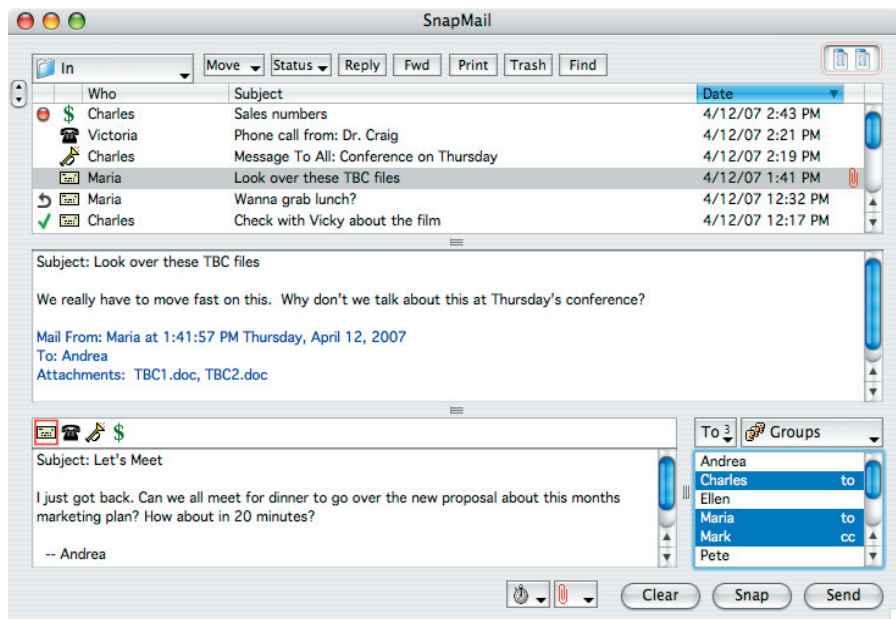 SnapMail
In Move Status Reply Fwd Print Trash Find
Who Subject Date
$ Charles Sales numbers 4/12/07 2:43 PM
Victoria Phone call from: Dr. Craig 4/12/07 2:21 PM
Charles Message To All: Conference on Thursday 4/12/07 2:19 PM
Maria Look over these TBC files 4/12/07 1:41 PM
Maria Wanna grab lunch? 4/12/07 12:32 PM
Charles Check with Vicky about the film 4/12/07 12:17 PM
Subject: Look over these TBC files
We really have to move fast on this.  Why don't we talk about this at Thursday's conference?
Mail From: Maria at 1:41:57 PM Thursday, April 12, 2007
To: Andrea
Attachments:  TBC1.doc, TBC2.doc
$
To 3 Groups
Subject: Let's Meet
I just got back. Can we all meet for dinner to go over the new proposal about this months
marketing plan? How about in 20 minutes?
-- Andrea
Andrea
Charles to
Ellen
Maria to
Mark cc
Pete
Clear Snap Send